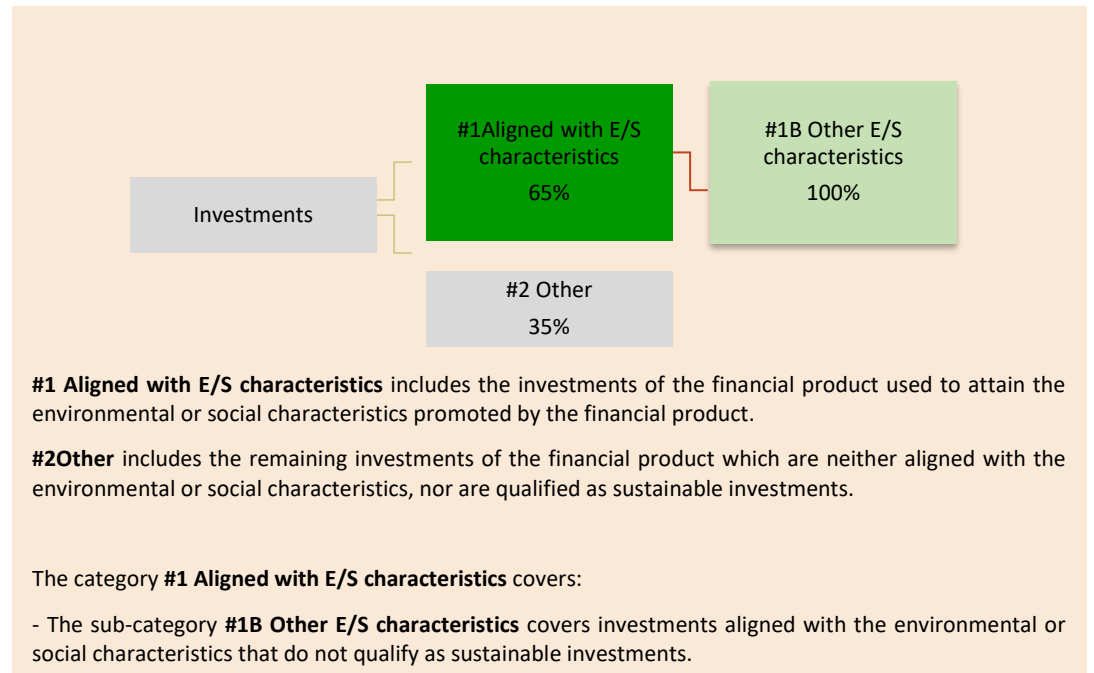 #1Aligned with E/S
characteristics
65%
#1B Other E/S
characteristics
100%
Investments
#2 Other
35%
#1 Aligned with E/S characteristics includes the investments of the financial product used to attain the
environmental or social characteristics promoted by the financial product.
#2Other includes the remaining investments of the financial product which are neither aligned with the
environmental or social characteristics, nor are qualified as sustainable investments.
The category #1 Aligned with E/S characteristics covers:
- The sub-category #1B Other E/S characteristics covers investments aligned with the environmental or
social characteristics that do not qualify as sustainable investments.